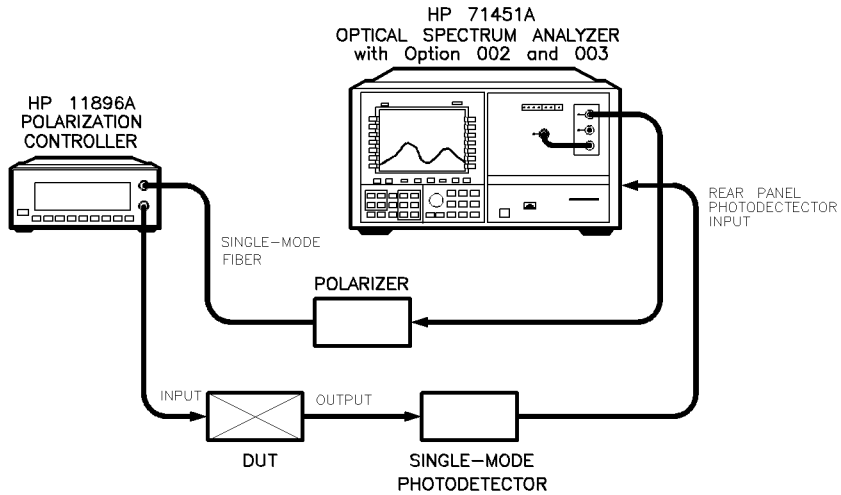 HP 71451A
OPTICAL SPECTRUM ANALYZER
with Option 002 and 003
HP 11896A
POLARIZATION
CONTROLLER
REAR PANEL
PHOTODECTECTOR
INPUT
SINGLE-MODE
FIBER
POLARIZER
INPUT
OUTPUT
DUT
SINGLE-MODE
PHOTODETECTOR